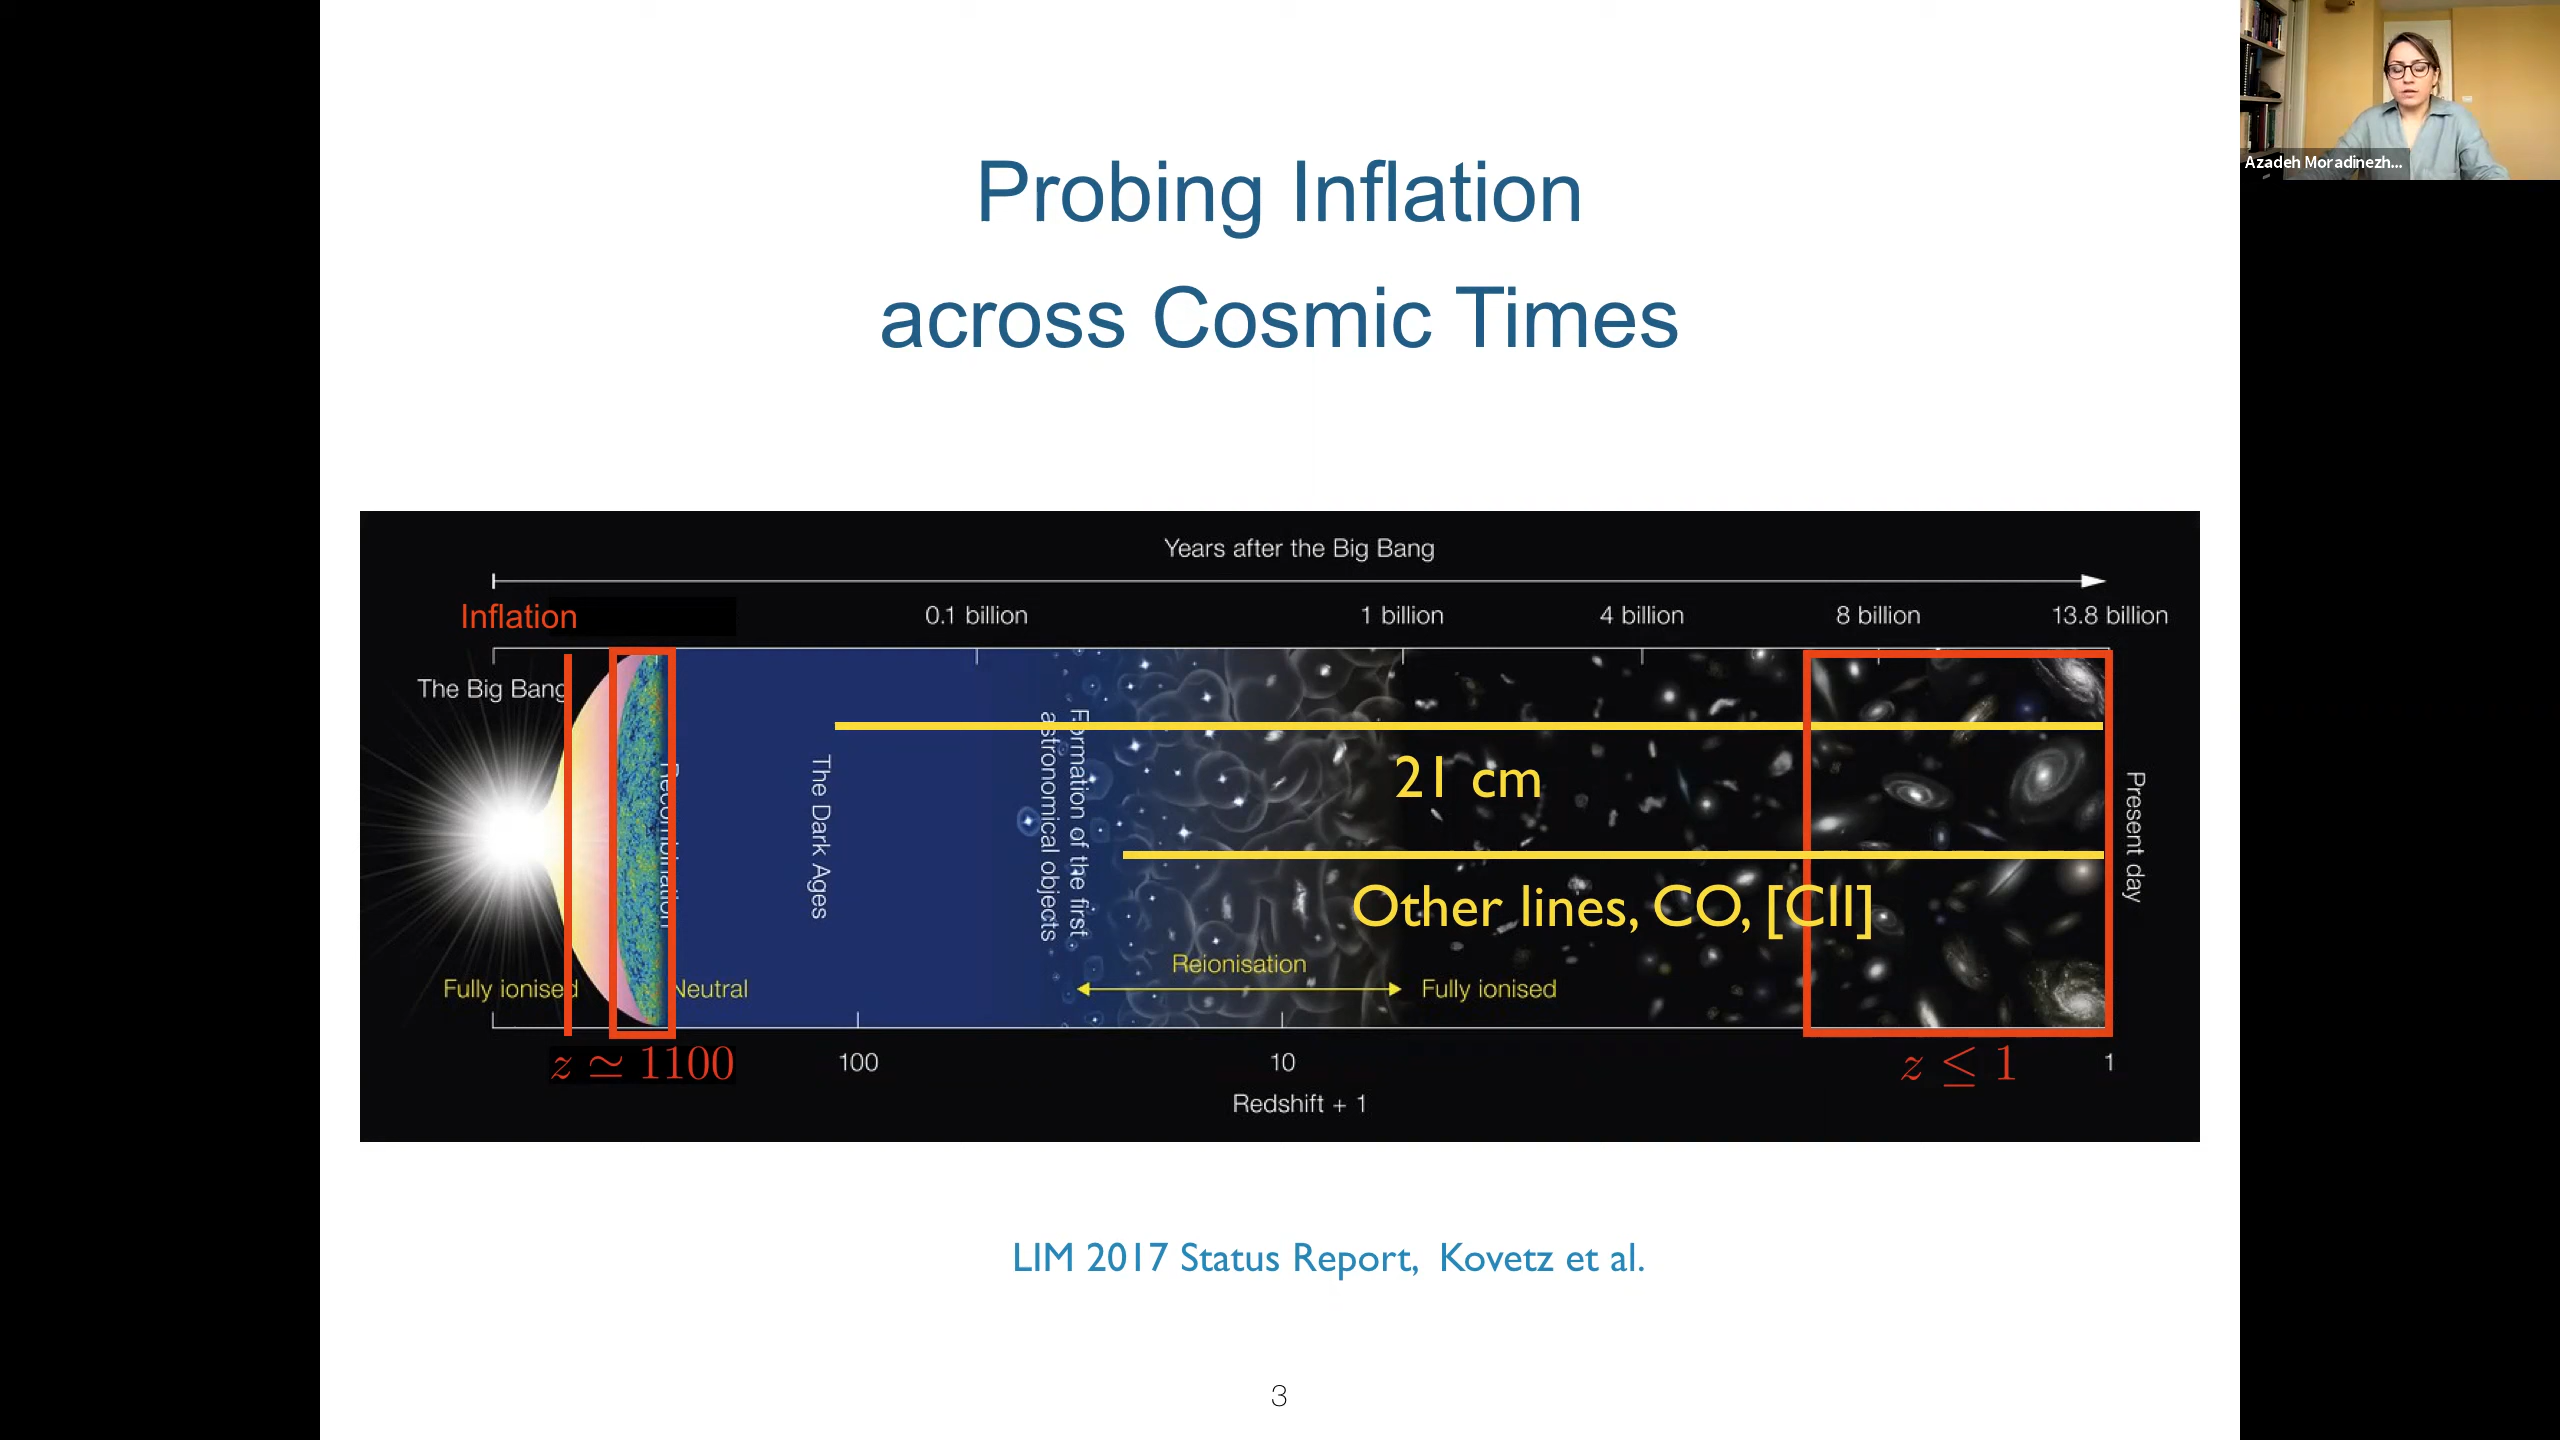 Azadeh Moradinezh...
Probing Inflation
across Cosmic Times
Years after the Big Bang
Inflation
0.1 billion
1 billion
4 billion
8 billion
13.8 billion
The Big Bang
Recombination
The Dark Ages
Formation of the first
astronomical objects
21 cm
Other lines, CO, [CII]
Present day
Fully ionised
Neutral
Reionisation
Fully ionised
z ≃ 1100
100
10
z ≤ 1
1
Redshift + 1
LIM 2017 Status Report, Kovetz et al.
3